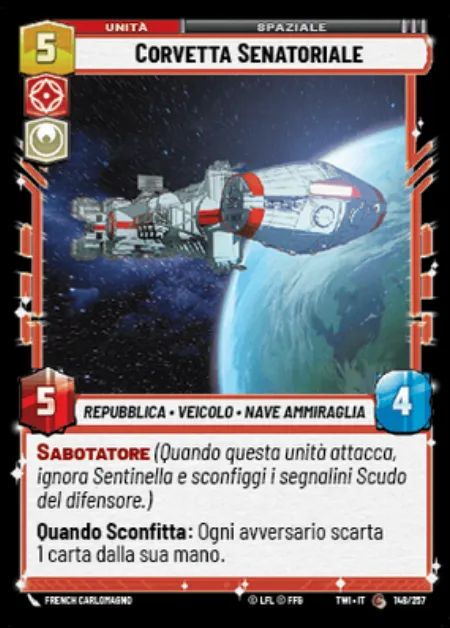 UNITÀ
SPAZIALE
5
CORVETTA SENATORIALE
5
REPUBBLICA • VEICOLO • NAVE AMMIRAGLIA
4
SABOTATORE (Quando questa unità attacca,
ignora Sentinella e sconfiggi i segnalini Scudo
del difensore.)
Quando Sconfitta: Ogni avversario scarta
1 carta dalla sua mano.
FRENCH CARLOMAGNO
© LFL © FFG
TWI • IT
C
148/257